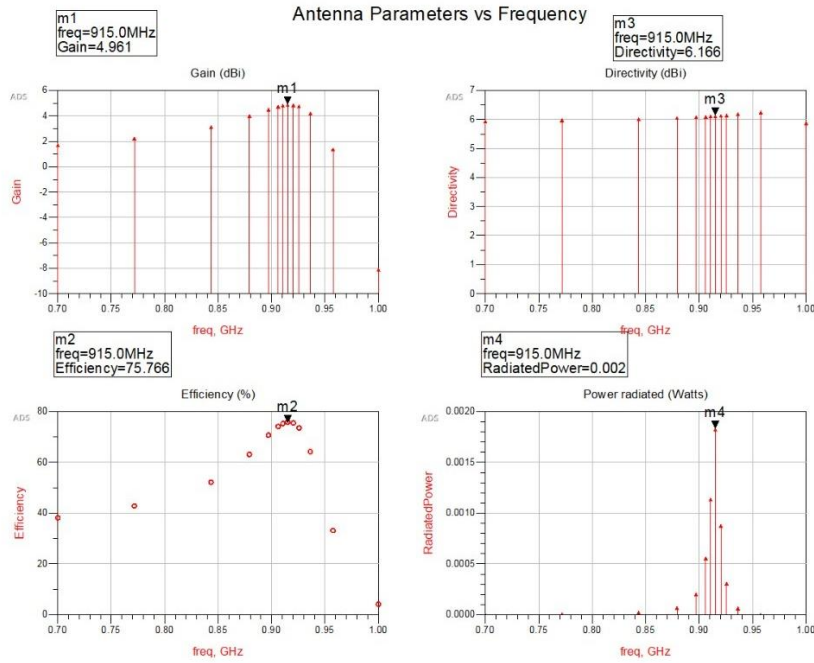 Antenna Parameters vs Frequency
m1
freq=915.0MHz
Gain=4.961
m3
freq=915.0MHz
Directivity=6.166
Gain (dBi)
ADS
m1
6
4
2
0
-2
-4
-6
-8
-10
Gain
0.70
0.75
0.80
0.85
0.90
0.95
1.00
freq, GHz
Directivity (dBi)
ADS
m3
7
6
5
4
3
2
1
0
Directivity
0.70
0.75
0.80
0.85
0.90
0.95
1.00
freq, GHz
m2
freq=915.0MHz
Efficiency=75.766
m4
freq=915.0MHz
RadiatedPower=0.002
Efficiency (%)
ADS
m2
80
60
40
20
0
Efficiency
0.70
0.75
0.80
0.85
0.90
0.95
1.00
freq, GHz
Power radiated (Watts)
ADS
m4
0.0020
0.0015
0.0010
0.0005
0.0000
RadiatedPower
0.70
0.75
0.80
0.85
0.90
0.95
1.00
freq, GHz